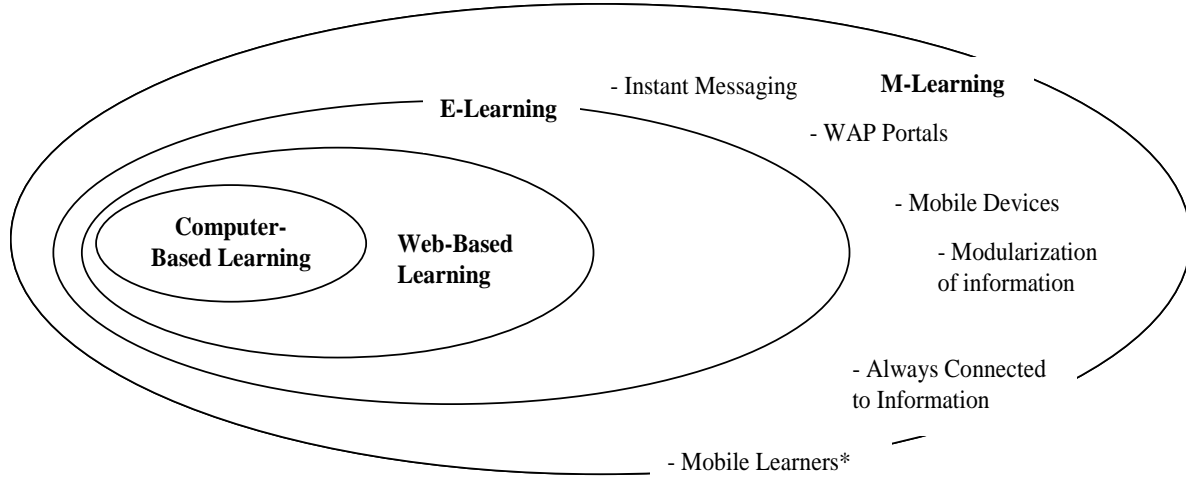 - Instant Messaging
M-Learning
E-Learning
- WAP Portals
- Mobile Devices
Computer-
Based Learning
Web-Based
Learning
- Modularization
of information
- Always Connected
to Information
- Mobile Learners*